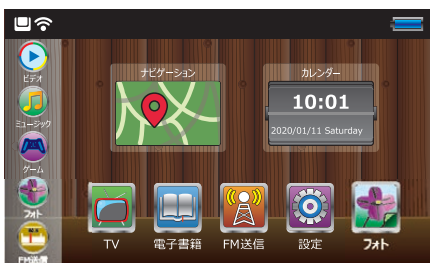 ビデオ
ミュージック
ゲーム
フォト
FM送信
ナビゲーション
カレンダー
10:01
2020/01/11 Saturday
TV
電子書籍
FM送信
設定
フォト